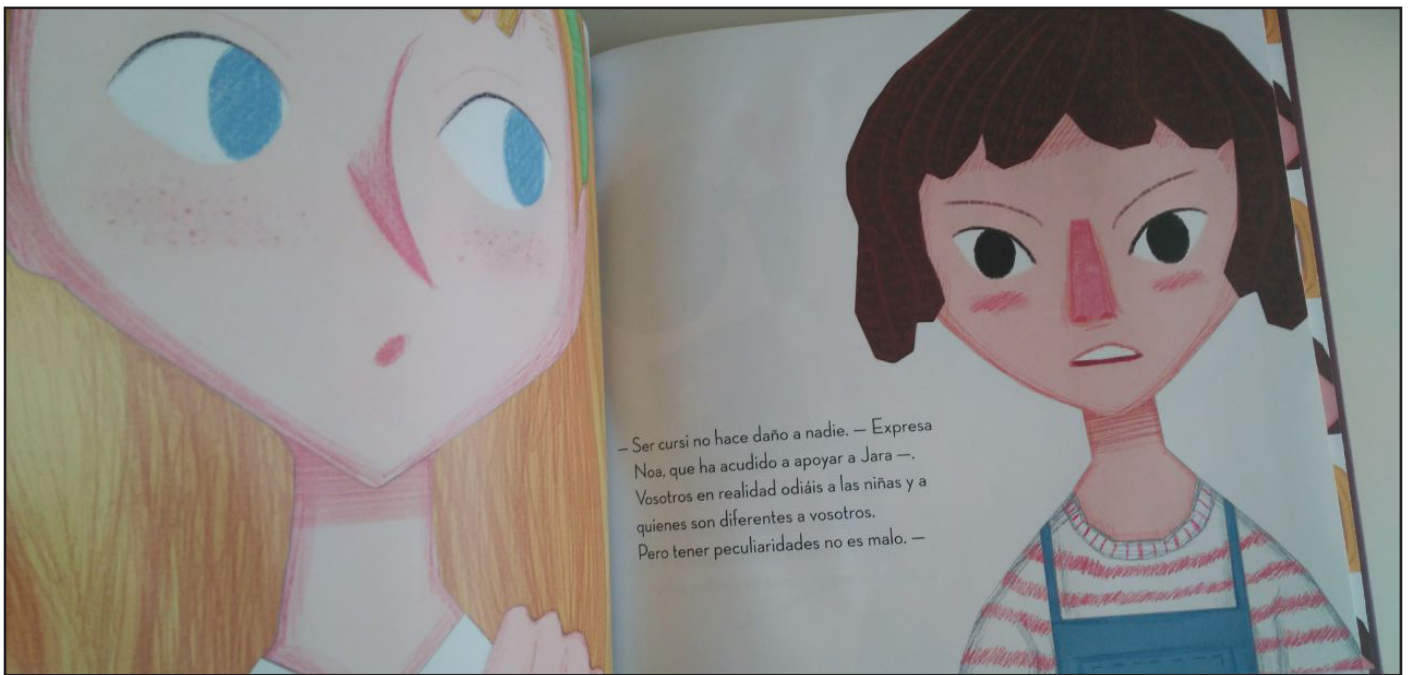 — Ser cursi no hace daño a nadie. — Expresa
Noa, que ha acudido a apoyar a Jara —.
Vosotros en realidad odiáis a las niñas y a
quienes son diferentes a vosotros.
Pero tener peculiaridades no es malo. —